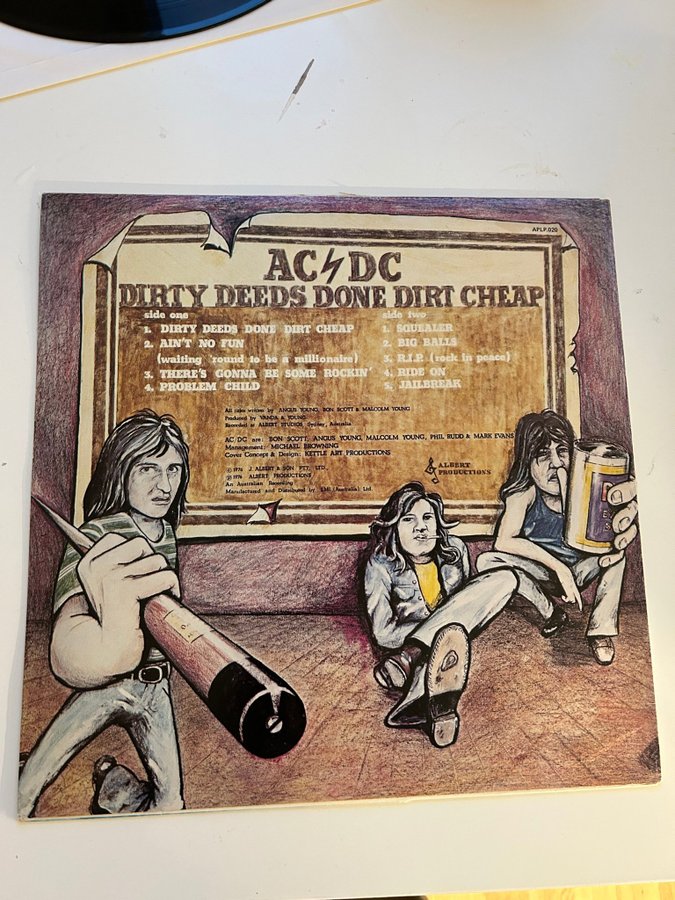 APLP.020
AC⚡DC
DIRTY DEEDS DONE DIRT CHEAP
side one
1. DIRTY DEEDS DONE DIRT CHEAP
2. AIN'T NO FUN
(waiting 'round to be a millionaire)
3. THERE'S GONNA BE SOME ROCKIN'
4. PROBLEM CHILD
side two
1. SQUEALER
2. BIG BALLS
3. R.I.P. (rock in peace)
4. RIDE ON
5. JAILBREAK
All titles written by ANGUS YOUNG, BON SCOTT & MALCOLM YOUNG
Produced by VANDA & YOUNG
Recorded at ALBERT STUDIOS, Sydney, Australia
AC DC are: BON SCOTT, ANGUS YOUNG, MALCOLM YOUNG, PHIL RUDD & MARK EVANS
Management: MICHAEL BROWNING
Cover Concept & Design: KETTLE ART PRODUCTIONS
© 1976 J. ALBERT & SON PTY. LTD.
℗ 1976 ALBERT PRODUCTIONS
An Australian Recording
Manufactured and Distributed by EMI (Australia) Ltd.
ALBERT
PRODUCTIONS